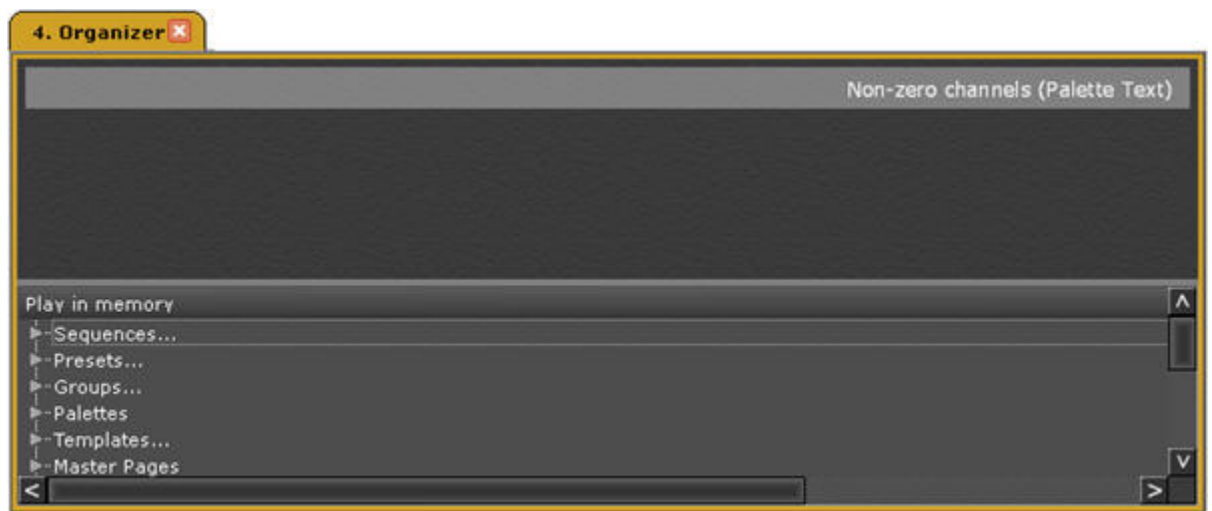 4. Organizer
Non-zero channels (Palette Text)
Play in memory
Sequences...
Presets...
Groups...
Palettes
Templates...
Master Pages